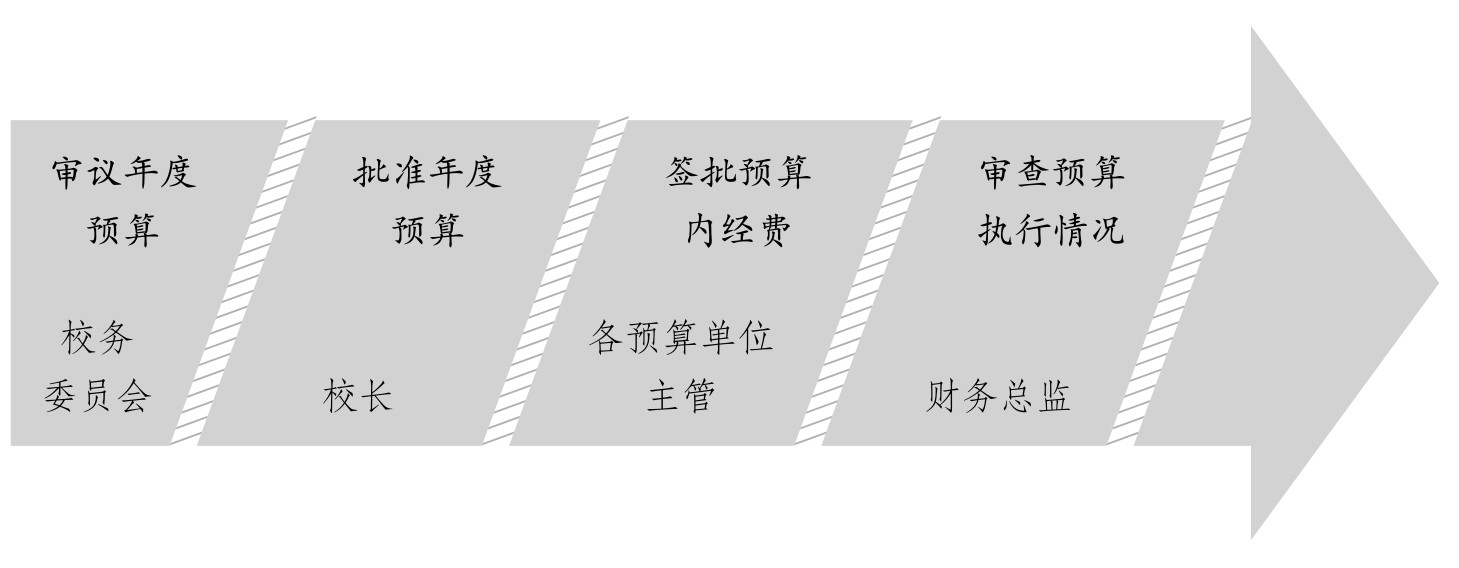 审议年度
预算
校务
委员会
批准年度
预算
校长
签批预算
内经费
各预算单位
主管
审查预算
执行情况
财务总监